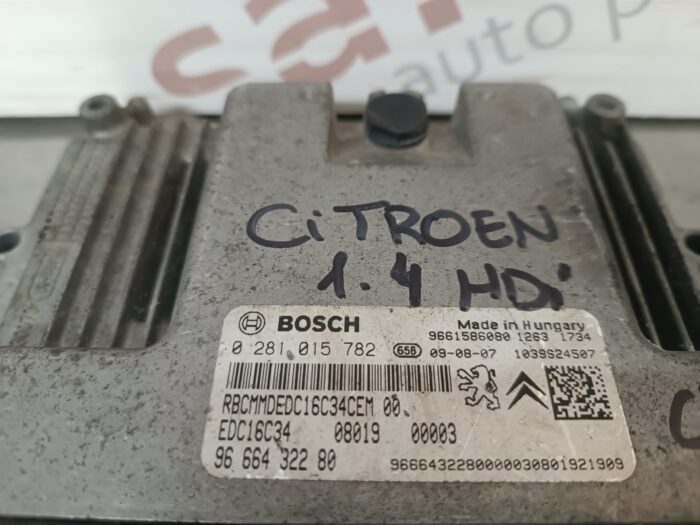 auto p
CiTROEN
1.4 HDi
BOSCH
Made in Hungary
9661586080 1263 1734
0 281 015 782 656 09-08-07 1039S24507
RBCMMDEDC16C34CEM 00
EDC16C34 08019 00003
96 664 322 80
9666432280000030801921909